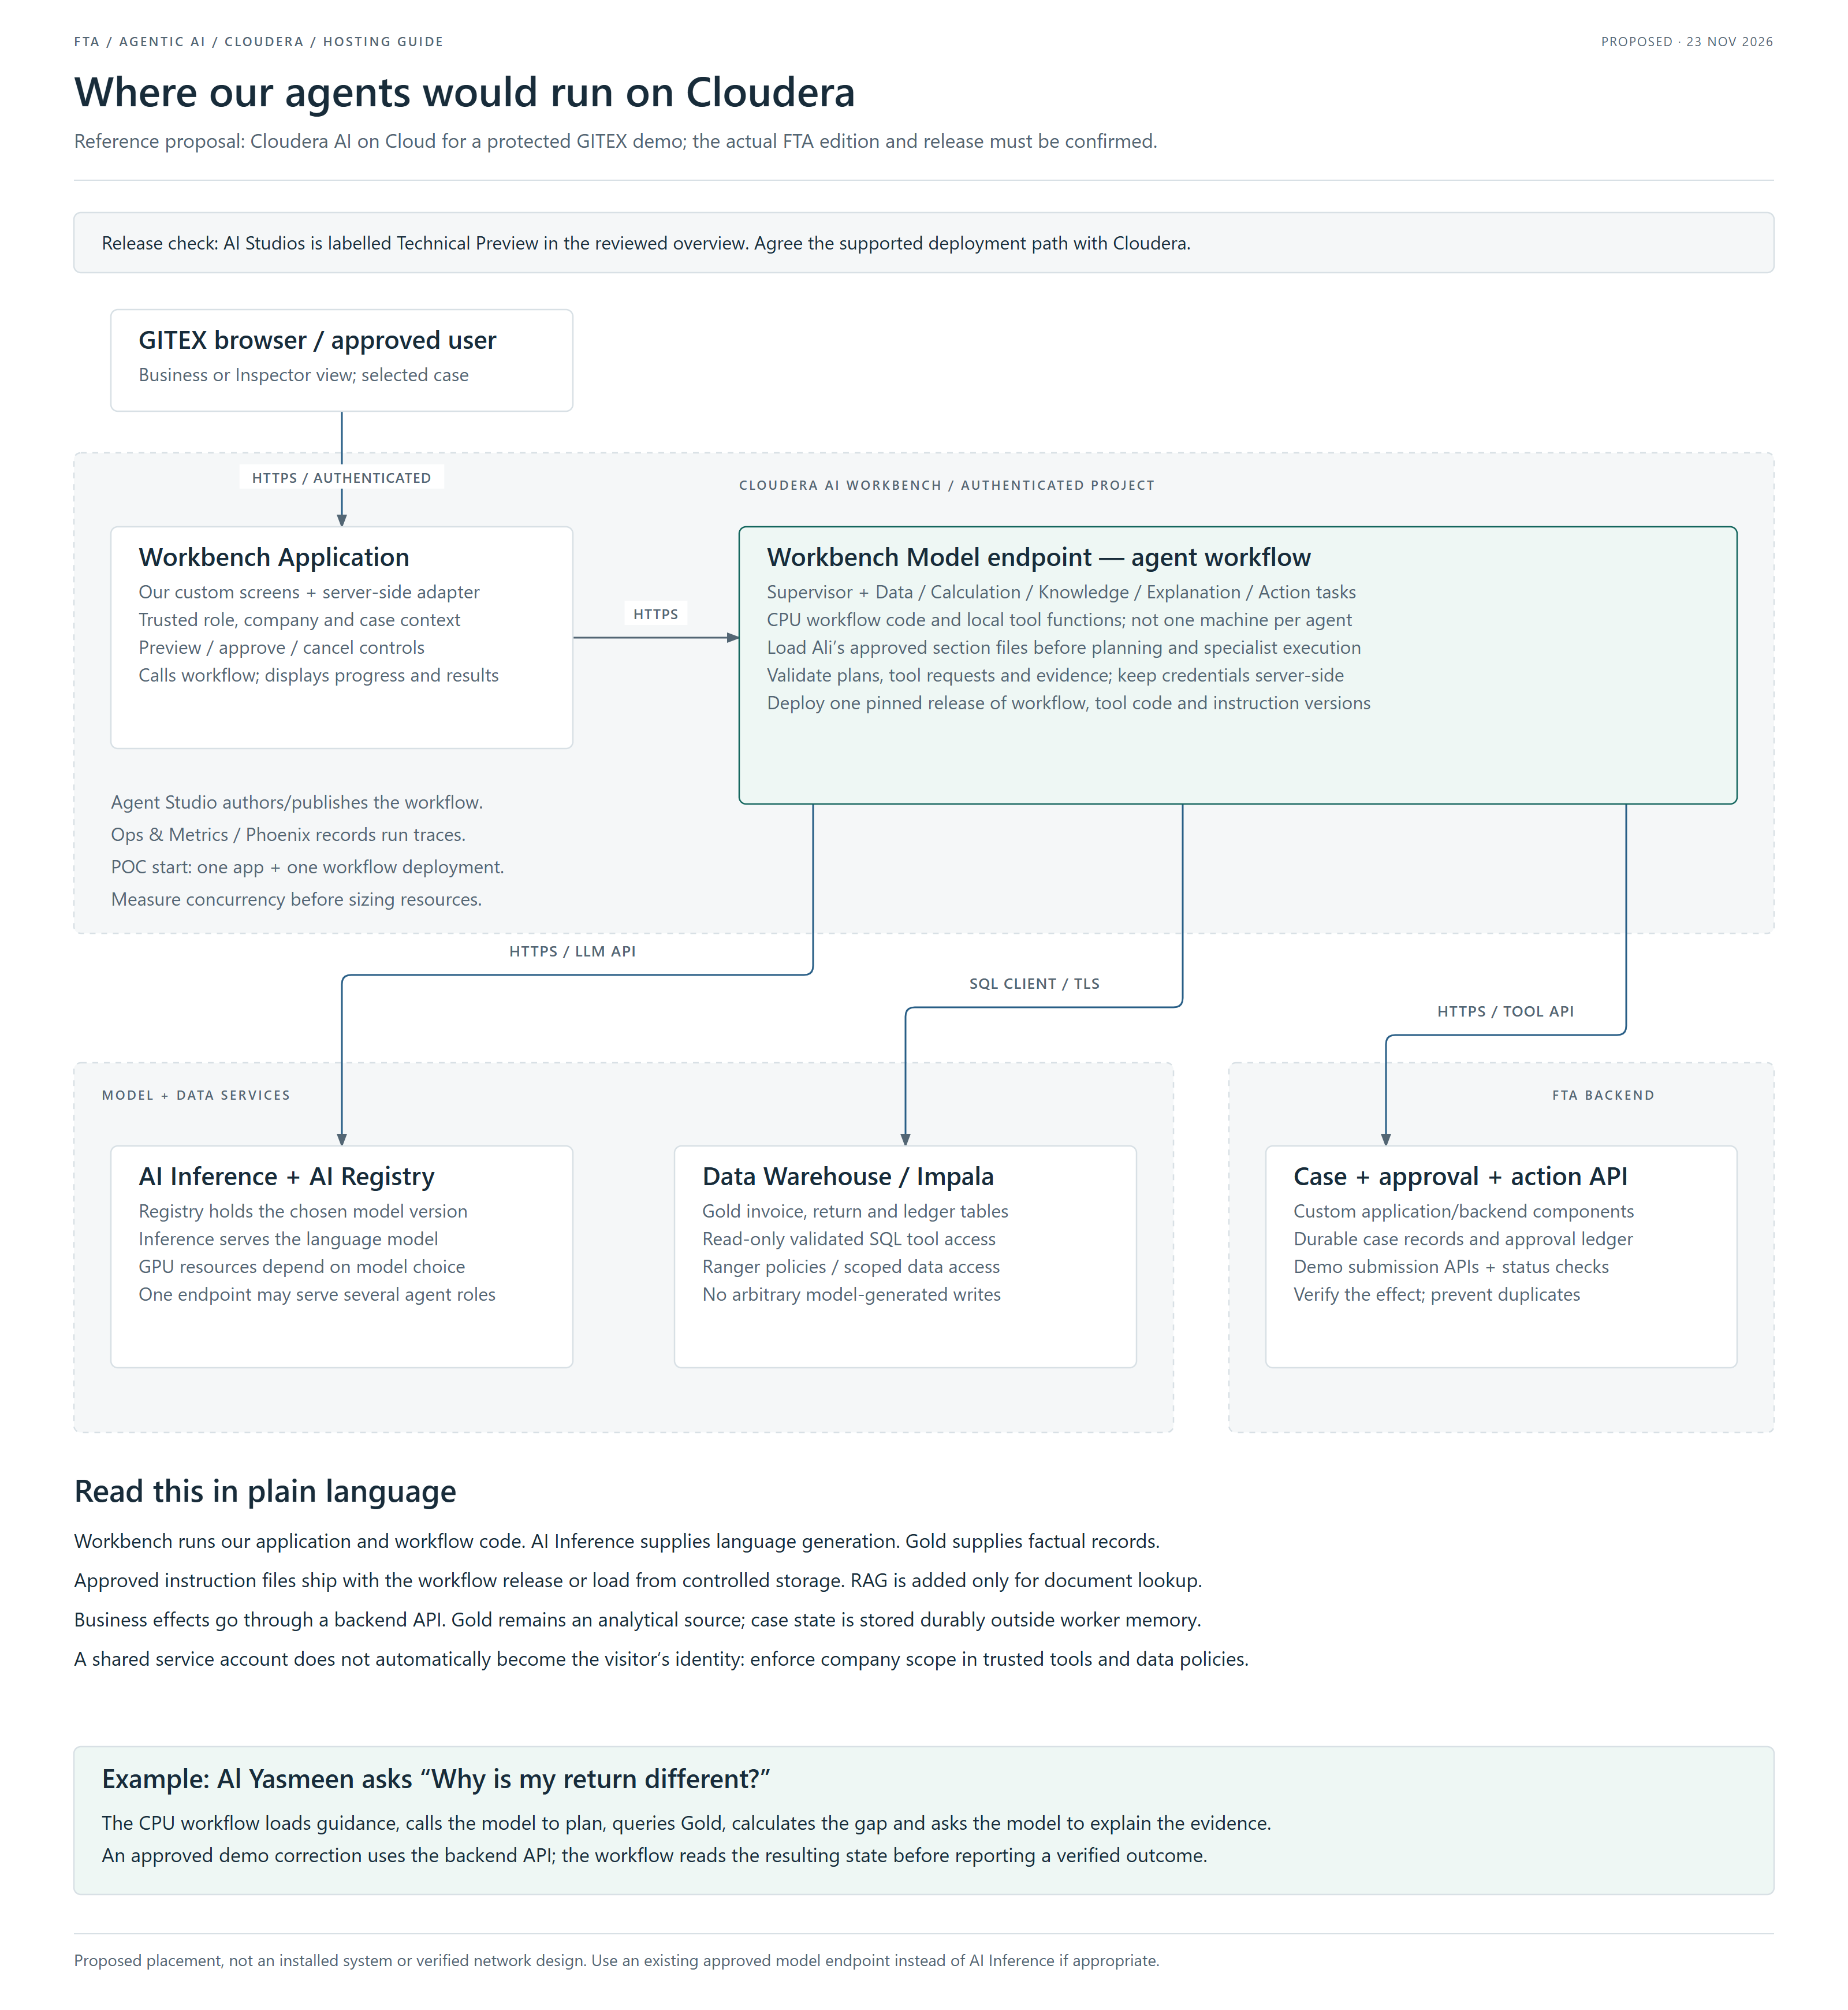 FTA / AGENTIC AI / CLOUDERA / HOSTING GUIDE
PROPOSED · 23 NOV 2026
Where our agents would run on Cloudera
Reference proposal: Cloudera AI on Cloud for a protected GITEX demo; the actual FTA edition and release must be confirmed.
Release check: AI Studios is labelled Technical Preview in the reviewed overview. Agree the supported deployment path with Cloudera.
GITEX browser / approved user
Business or Inspector view; selected case
HTTPS / AUTHENTICATED
CLOUDERA AI WORKBENCH / AUTHENTICATED PROJECT
Workbench Application
Our custom screens + server-side adapter
Trusted role, company and case context
Preview / approve / cancel controls
Calls workflow; displays progress and results
HTTPS
Workbench Model endpoint — agent workflow
Supervisor + Data / Calculation / Knowledge / Explanation / Action tasks
CPU workflow code and local tool functions; not one machine per agent
Load Ali’s approved section files before planning and specialist execution
Validate plans, tool requests and evidence; keep credentials server-side
Deploy one pinned release of workflow, tool code and instruction versions
Agent Studio authors/publishes the workflow.
Ops & Metrics / Phoenix records run traces.
POC start: one app + one workflow deployment.
Measure concurrency before sizing resources.
HTTPS / LLM API
SQL CLIENT / TLS
HTTPS / TOOL API
MODEL + DATA SERVICES
FTA BACKEND
AI Inference + AI Registry
Registry holds the chosen model version
Inference serves the language model
GPU resources depend on model choice
One endpoint may serve several agent roles
Data Warehouse / Impala
Gold invoice, return and ledger tables
Read-only validated SQL tool access
Ranger policies / scoped data access
No arbitrary model-generated writes
Case + approval + action API
Custom application/backend components
Durable case records and approval ledger
Demo submission APIs + status checks
Verify the effect; prevent duplicates
Read this in plain language
Workbench runs our application and workflow code. AI Inference supplies language generation. Gold supplies factual records.
Approved instruction files ship with the workflow release or load from controlled storage. RAG is added only for document lookup.
Business effects go through a backend API. Gold remains an analytical source; case state is stored durably outside worker memory.
A shared service account does not automatically become the visitor’s identity: enforce company scope in trusted tools and data policies.
Example: Al Yasmeen asks “Why is my return different?”
The CPU workflow loads guidance, calls the model to plan, queries Gold, calculates the gap and asks the model to explain the evidence.
An approved demo correction uses the backend API; the workflow reads the resulting state before reporting a verified outcome.
Proposed placement, not an installed system or verified network design. Use an existing approved model endpoint instead of AI Inference if appropriate.